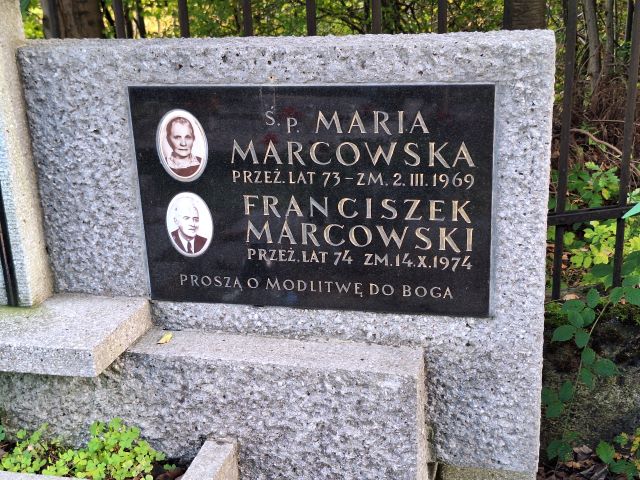 Ś.P. MARIA
MARCOWSKA
PRZEŻ. LAT 73 - ZM. 2. III. 1969
FRANCISZEK
MARCOWSKI
PRZEŻ. LAT 74 ZM. 14. X. 1974
PROSZĄ O MODLITWĘ DO BOGA